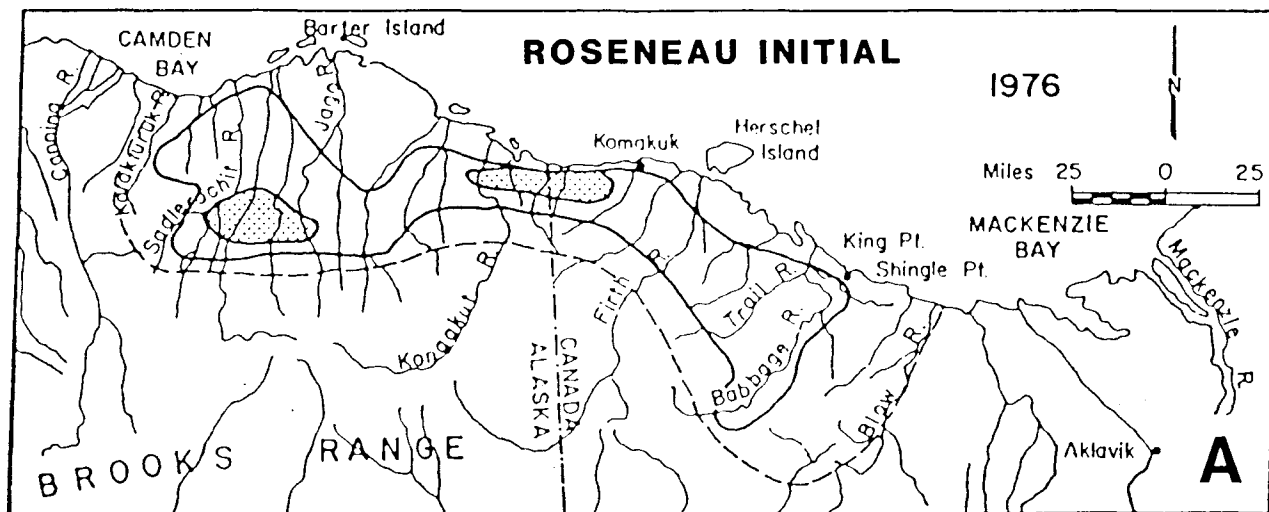 Barter Island
CAMDEN
BAY
ROSENEAU INITIAL
1976
N
Canning R.
Katakturuk R.
Sadlerochit R.
Jago R.
Komakuk
Herschel
Island
Miles 25 0 25
MACKENZIE
BAY
King Pt.
Shingle Pt.
Mackenzie R.
Kongakut R.
Firth R.
Trail R.
Babbage R.
Blow R.
CANADA
ALASKA
BROOKS RANGE
Aklavik
A